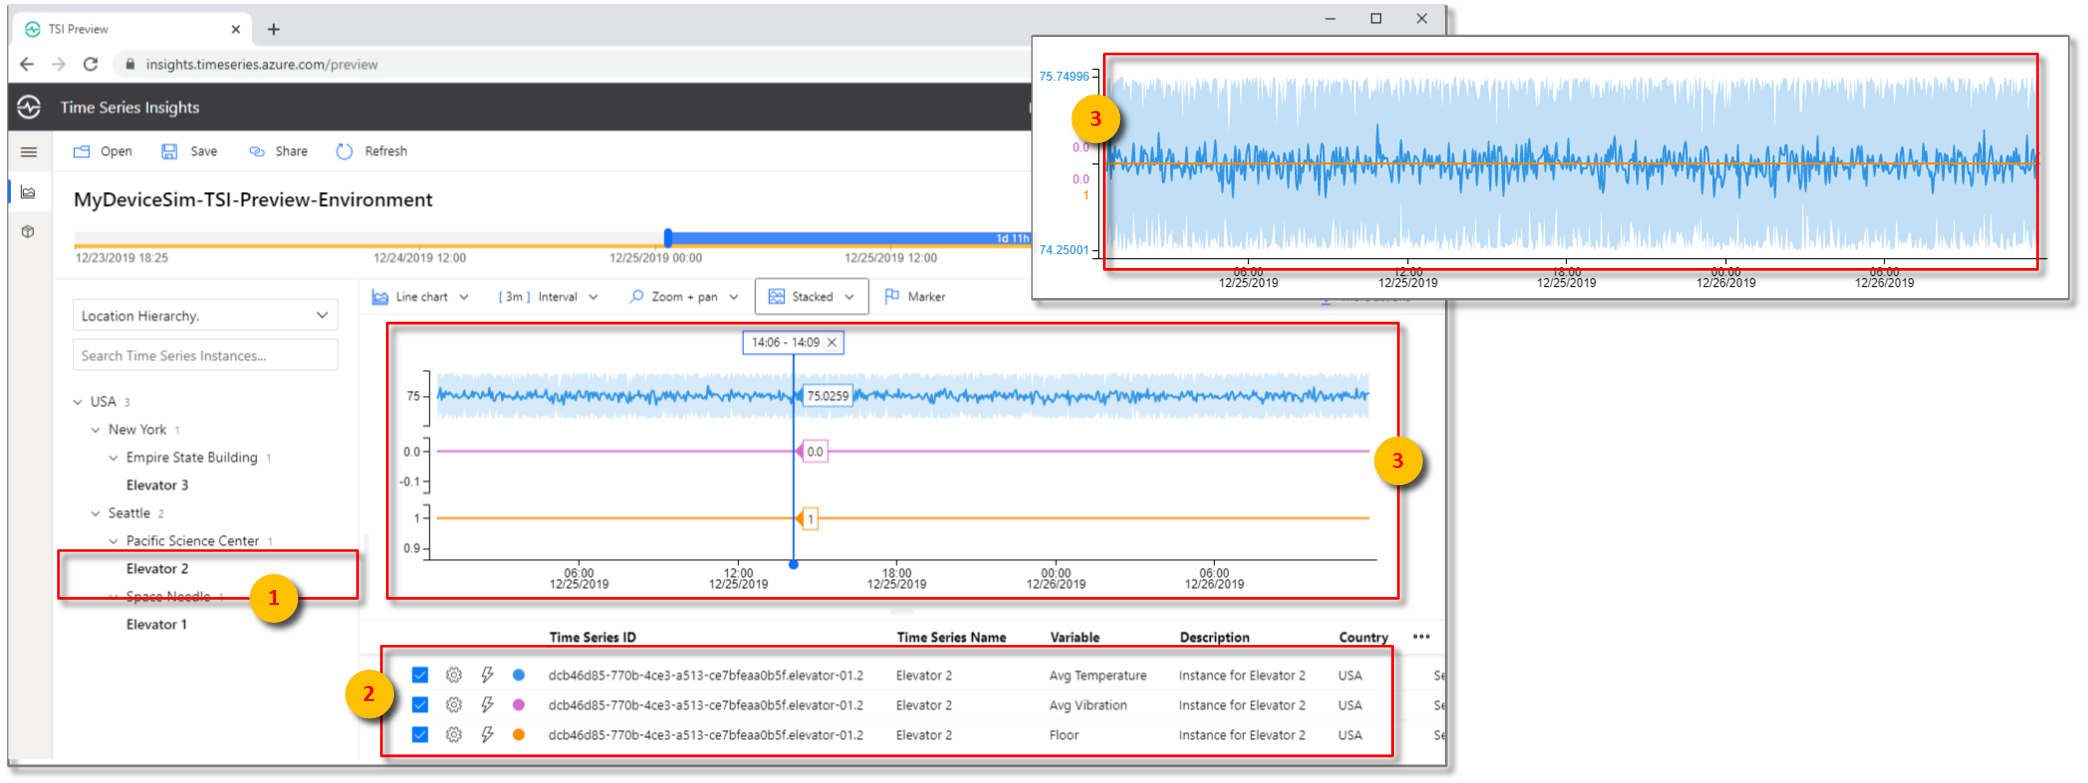 TSI Preview
insights.timeseries.azure.com/preview
Time Series Insights
Open Save Share Refresh
MyDeviceSim-TSI-Preview-Environment
1d 11h
12/23/2019 18:25 12/24/2019 12:00 12/25/2019 00:00 12/25/2019 12:00
75.74996
3
0.0
0.0
1
74.25001
06:00 12:00 18:00 00:00 06:00
12/25/2019 12/25/2019 12/25/2019 12/26/2019 12/26/2019
Line chart [ 3m ] Interval Zoom + pan Stacked Marker
Location Hierarchy.
Search Time Series Instances...
USA 3
New York 1
Empire State Building 1
Elevator 3
Seattle 2
Pacific Science Center 1
Elevator 2
Space Needle 1
Elevator 1
1
14:06 - 14:09
75
75.0259
0.0
0.0
-0.1
1
1
0.9
06:00 12:00 18:00 00:00 06:00
12/25/2019 12/25/2019 12/25/2019 12/26/2019 12/26/2019
3
Time Series ID Time Series Name Variable Description Country
2
dcb46d85-770b-4ce3-a513-ce7bfeaa0b5f.elevator-01.2 Elevator 2 Avg Temperature Instance for Elevator 2 USA Se
dcb46d85-770b-4ce3-a513-ce7bfeaa0b5f.elevator-01.2 Elevator 2 Avg Vibration Instance for Elevator 2 USA Se
dcb46d85-770b-4ce3-a513-ce7bfeaa0b5f.elevator-01.2 Elevator 2 Floor Instance for Elevator 2 USA Se